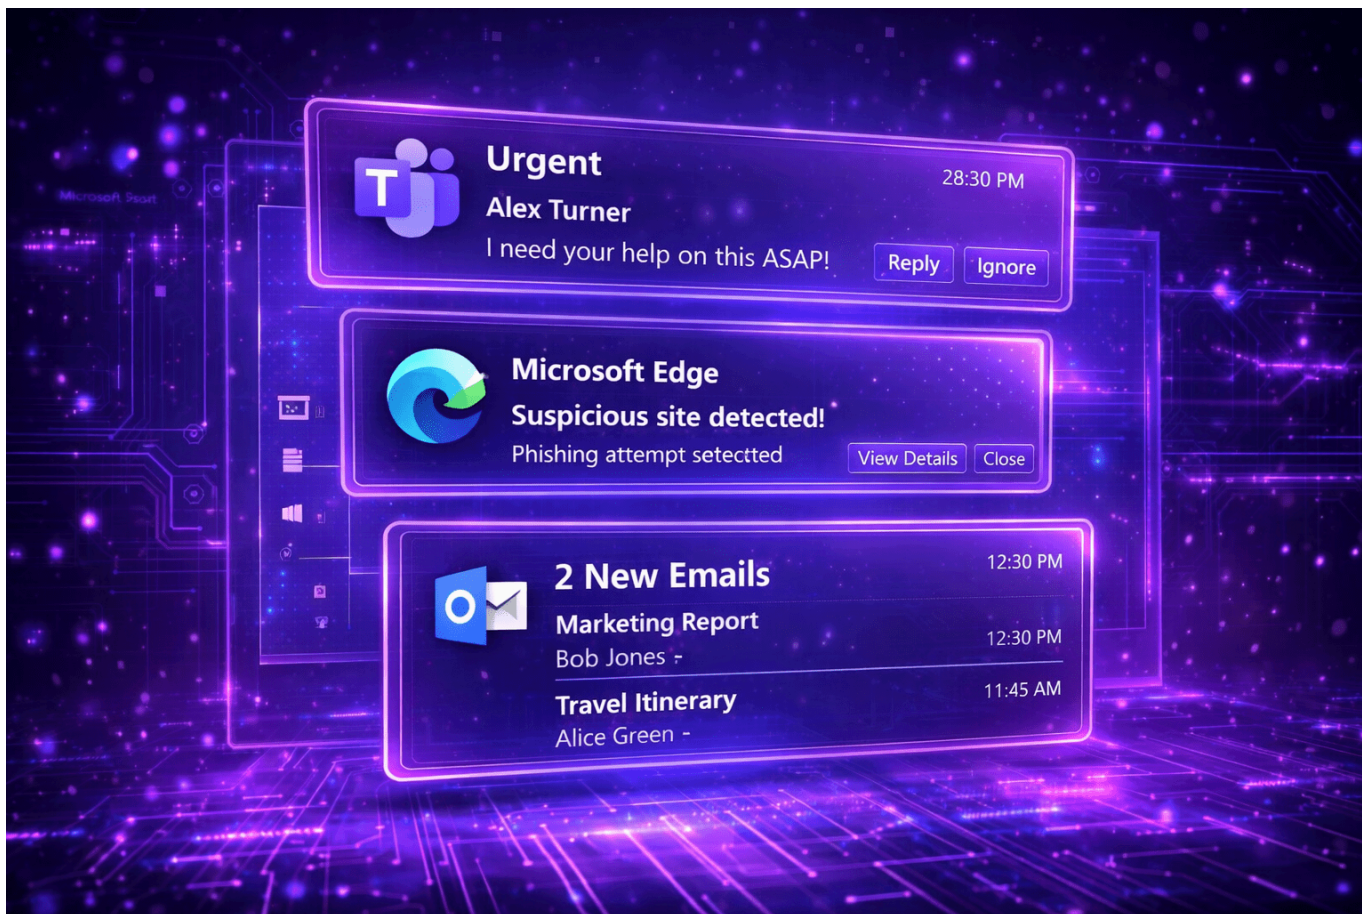 Microsoft
T
Urgent
28:30 PM
Alex Turner
I need your help on this ASAP!
Reply
Ignore
Microsoft Edge
Suspicious site detected!
Phishing attempt setectted
View Details
Close
O
2 New Emails
12:30 PM
Marketing Report
12:30 PM
Bob Jones -
Travel Itinerary
11:45 AM
Alice Green -